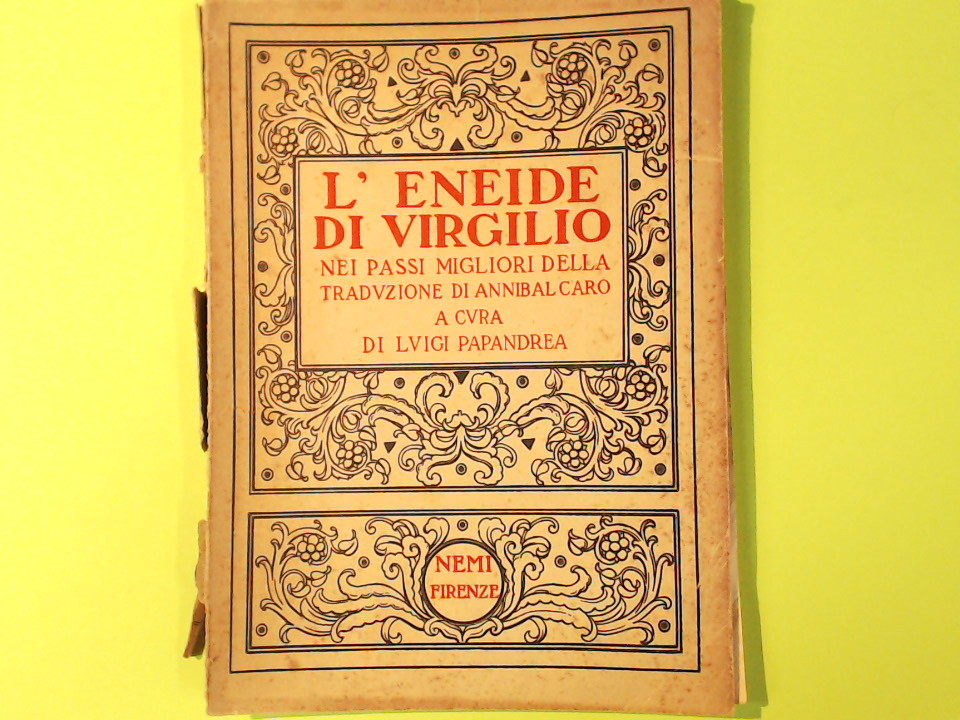 L' ENEIDE
DI VIRGILIO
NEI PASSI MIGLIORI DELLA
TRADVZIONE DI ANNIBAL CARO
A CVRA
DI LVIGI PAPANDREA
NEMI
FIRENZE